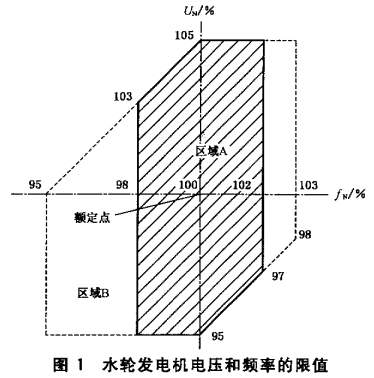 U_N/%
105
103
区域A
95
98
100
102
103
f_N/%
额定点
98
97
区域B
95
图 1 水轮发电机电压和频率的限值